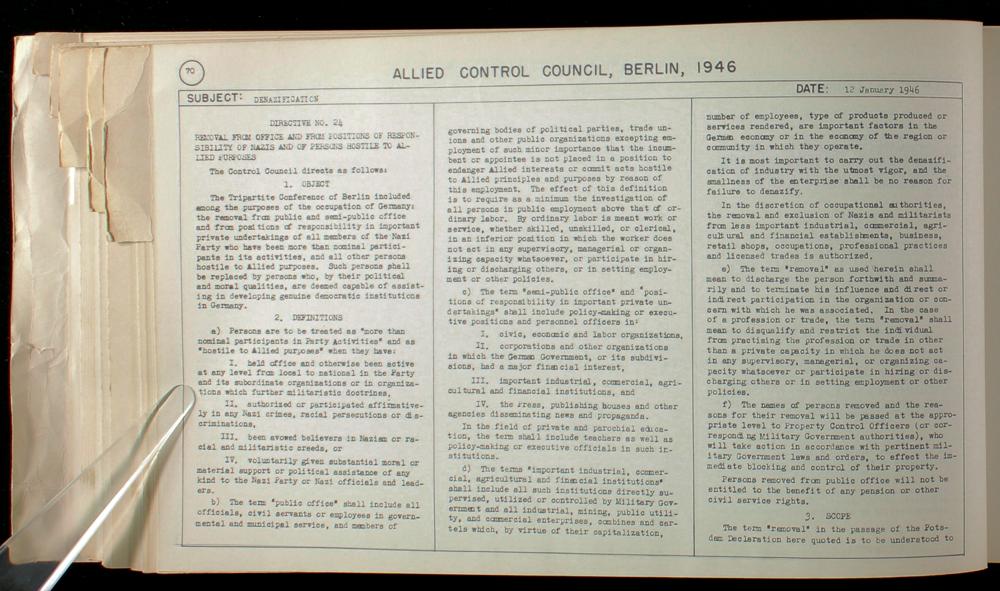 70
ALLIED CONTROL COUNCIL, BERLIN, 1946
SUBJECT: DENAZIFICATION
DATE: 12 January 1946
DIRECTIVE NO. 24
REMOVAL FROM OFFICE AND FROM POSITIONS OF RESPON-
SIBILITY OF NAZIS AND OF PERSONS HOSTILE TO AL-
LIED PURPOSES
The Control Council directs as follows:
1. OBJECT
The Tripartite Conference of Berlin included
among the purposes of the occupation of Germany:
the removal from public and semi-public office
and from positions of responsibility in important
private undertakings of all members of the Nazi
Party who have been more than nominal partici-
pants in its activities, and all other persons
hostile to Allied purposes. Such persons shall
be replaced by persons who, by their political
and moral qualities, are deemed capable of assist-
ing in developing genuine democratic institutions
in Germany.
2. DEFINITIONS
a) Persons are to be treated as "more than
nominal participants in Party Activities" and as
"hostile to Allied purposes" when they have:
I. held office and otherwise been active
at any level from local to national in the Party
and its subordinate organizations or in organiza-
tions which further militaristic doctrines,
II. authorized or participated affirmative-
ly in any Nazi crimes, racial persecutions or dis-
criminations,
III. been avowed believers in Nazism or ra-
cial and militaristic creeds, or
IV. voluntarily given substantial moral or
material support or political assistance of any
kind to the Nazi Party or Nazi officials and lead-
ers.
b) The term "public office" shall include all
officials, civil servants or employees in govern-
mental and municipal service, and members of
governing bodies of political parties, trade un-
ions and other public organizations excepting em-
ployment of such minor importance that the incum-
bent or appointee is not placed in a position to
endanger Allied interests or commit acts hostile
to Allied principles and purposes by reason of
this employment. The effect of this definition
is to require as a minimum the investigation of
all persons in public employment above that of or-
dinary labor. By ordinary labor is meant work or
service, whether skilled, unskilled, or clerical,
in an inferior position in which the worker does
not act in any supervisory, managerial or organ-
izing capacity whatsoever, or participate in hir-
ing or discharging others, or in setting employ-
ment or other policies.
c) The term "semi-public office" and "posi-
tions of responsibility in important private un-
dertakings" shall include policy-making or execu-
tive positions and personnel officers in:
I. civic, economic and labor organizations,
II. corporations and other organizations
in which the German Government, or its subdivi-
sions, had a major financial interest,
III. important industrial, commercial, agri-
cultural and financial institutions, and
IV. the Press, publishing houses and other
agencies disseminating news and propaganda.
In the field of private and parochial educa-
tion, the term shall include teachers as well as
policy-making or executive officials in such in-
stitutions.
d) The terms "important industrial, commer-
cial, agricultural and financial institutions"
shall include all such institutions directly su-
pervised, utilized or controlled by Military Gov-
ernment and all industrial, mining, public utili-
ty, and commercial enterprises, combines and car-
tels which, by virtue of their capitalization,
number of employees, type of products produced or
services rendered, are important factors in the
German economy or in the economy of the region or
community in which they operate.
It is most important to carry out the denazifi-
cation of industry with the utmost vigor, and the
smallness of the enterprise shall be no reason for
failure to denazify.
In the discretion of occupational authorities,
the removal and exclusion of Nazis and militarists
from less important industrial, commercial, agri-
cultural and financial establishments, business,
retail shops, occupations, professional practices
and licensed trades is authorized.
e) The term "removal" as used herein shall
mean to discharge the person forthwith and summa-
rily and to terminate his influence and direct or
indirect participation in the organization or con-
cern with which he was associated. In the case
of a profession or trade, the term "removal" shall
mean to disqualify and restrict the individual
from practising the profession or trade in other
than a private capacity in which he does not act
in any supervisory, managerial, or organizing ca-
pacity whatsoever or participate in hiring or dis-
charging others or in setting employment or other
policies.
f) The names of persons removed and the rea-
sons for their removal will be passed at the appro-
priate level to Property Control Officers (or cor-
responding Military Government authorities), who
will take action in accordance with pertinent mil-
itary Government laws and orders, to effect the im-
mediate blocking and control of their property.
Persons removed from public office will not be
entitled to the benefit of any pension or other
civil service rights.
3. SCOPE
The term "removal" in the passage of the Pots-
dam Declaration here quoted is to be understood to